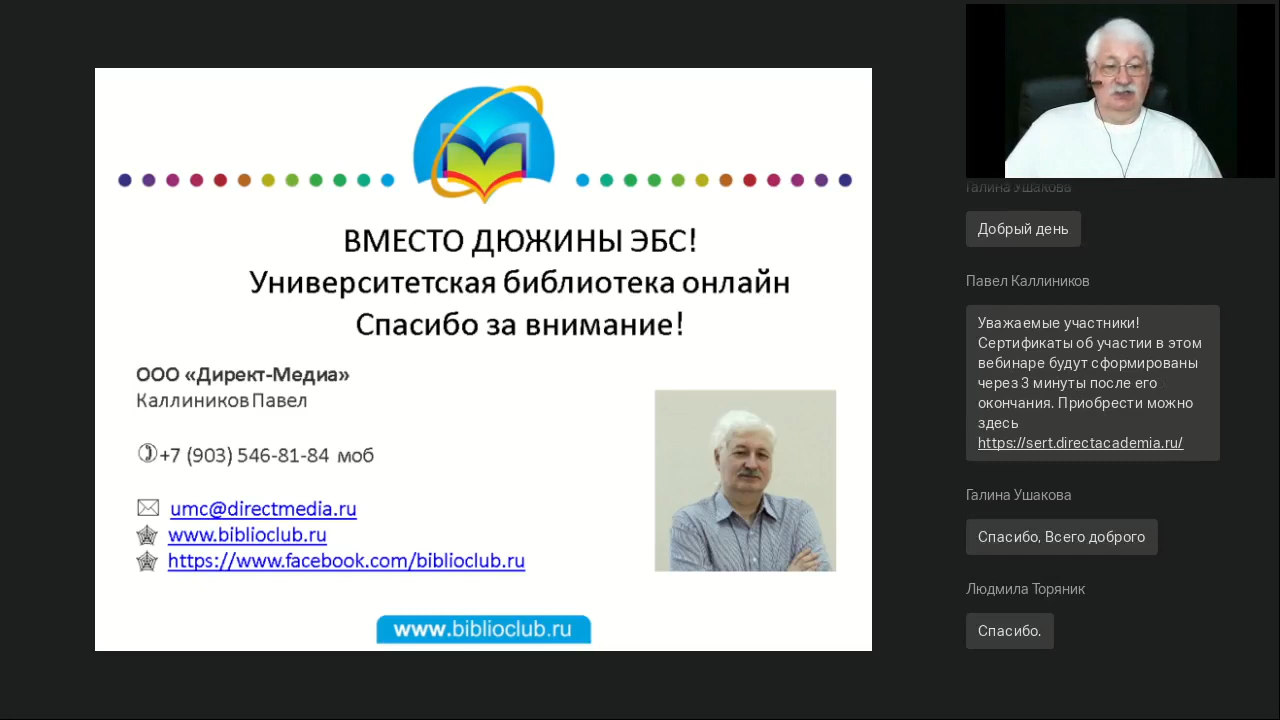 ВМЕСТО ДЮЖИНЫ ЭБС!
Университетская библиотека онлайн
Спасибо за внимание!
ООО «Директ-Медиа»
Каллиников Павел
+7 (903) 546-81-84 моб
umc@directmedia.ru
www.biblioclub.ru
https://www.facebook.com/biblioclub.ru
www.biblioclub.ru
Галина Ушакова
Добрый день
Павел Каллиников
Уважаемые участники!
Сертификаты об участии в этом
вебинаре будут сформированы
через 3 минуты после его
окончания. Приобрести можно
здесь
https://sert.directacademia.ru/
Галина Ушакова
Спасибо, Всего доброго
Людмила Торяник
Спасибо.